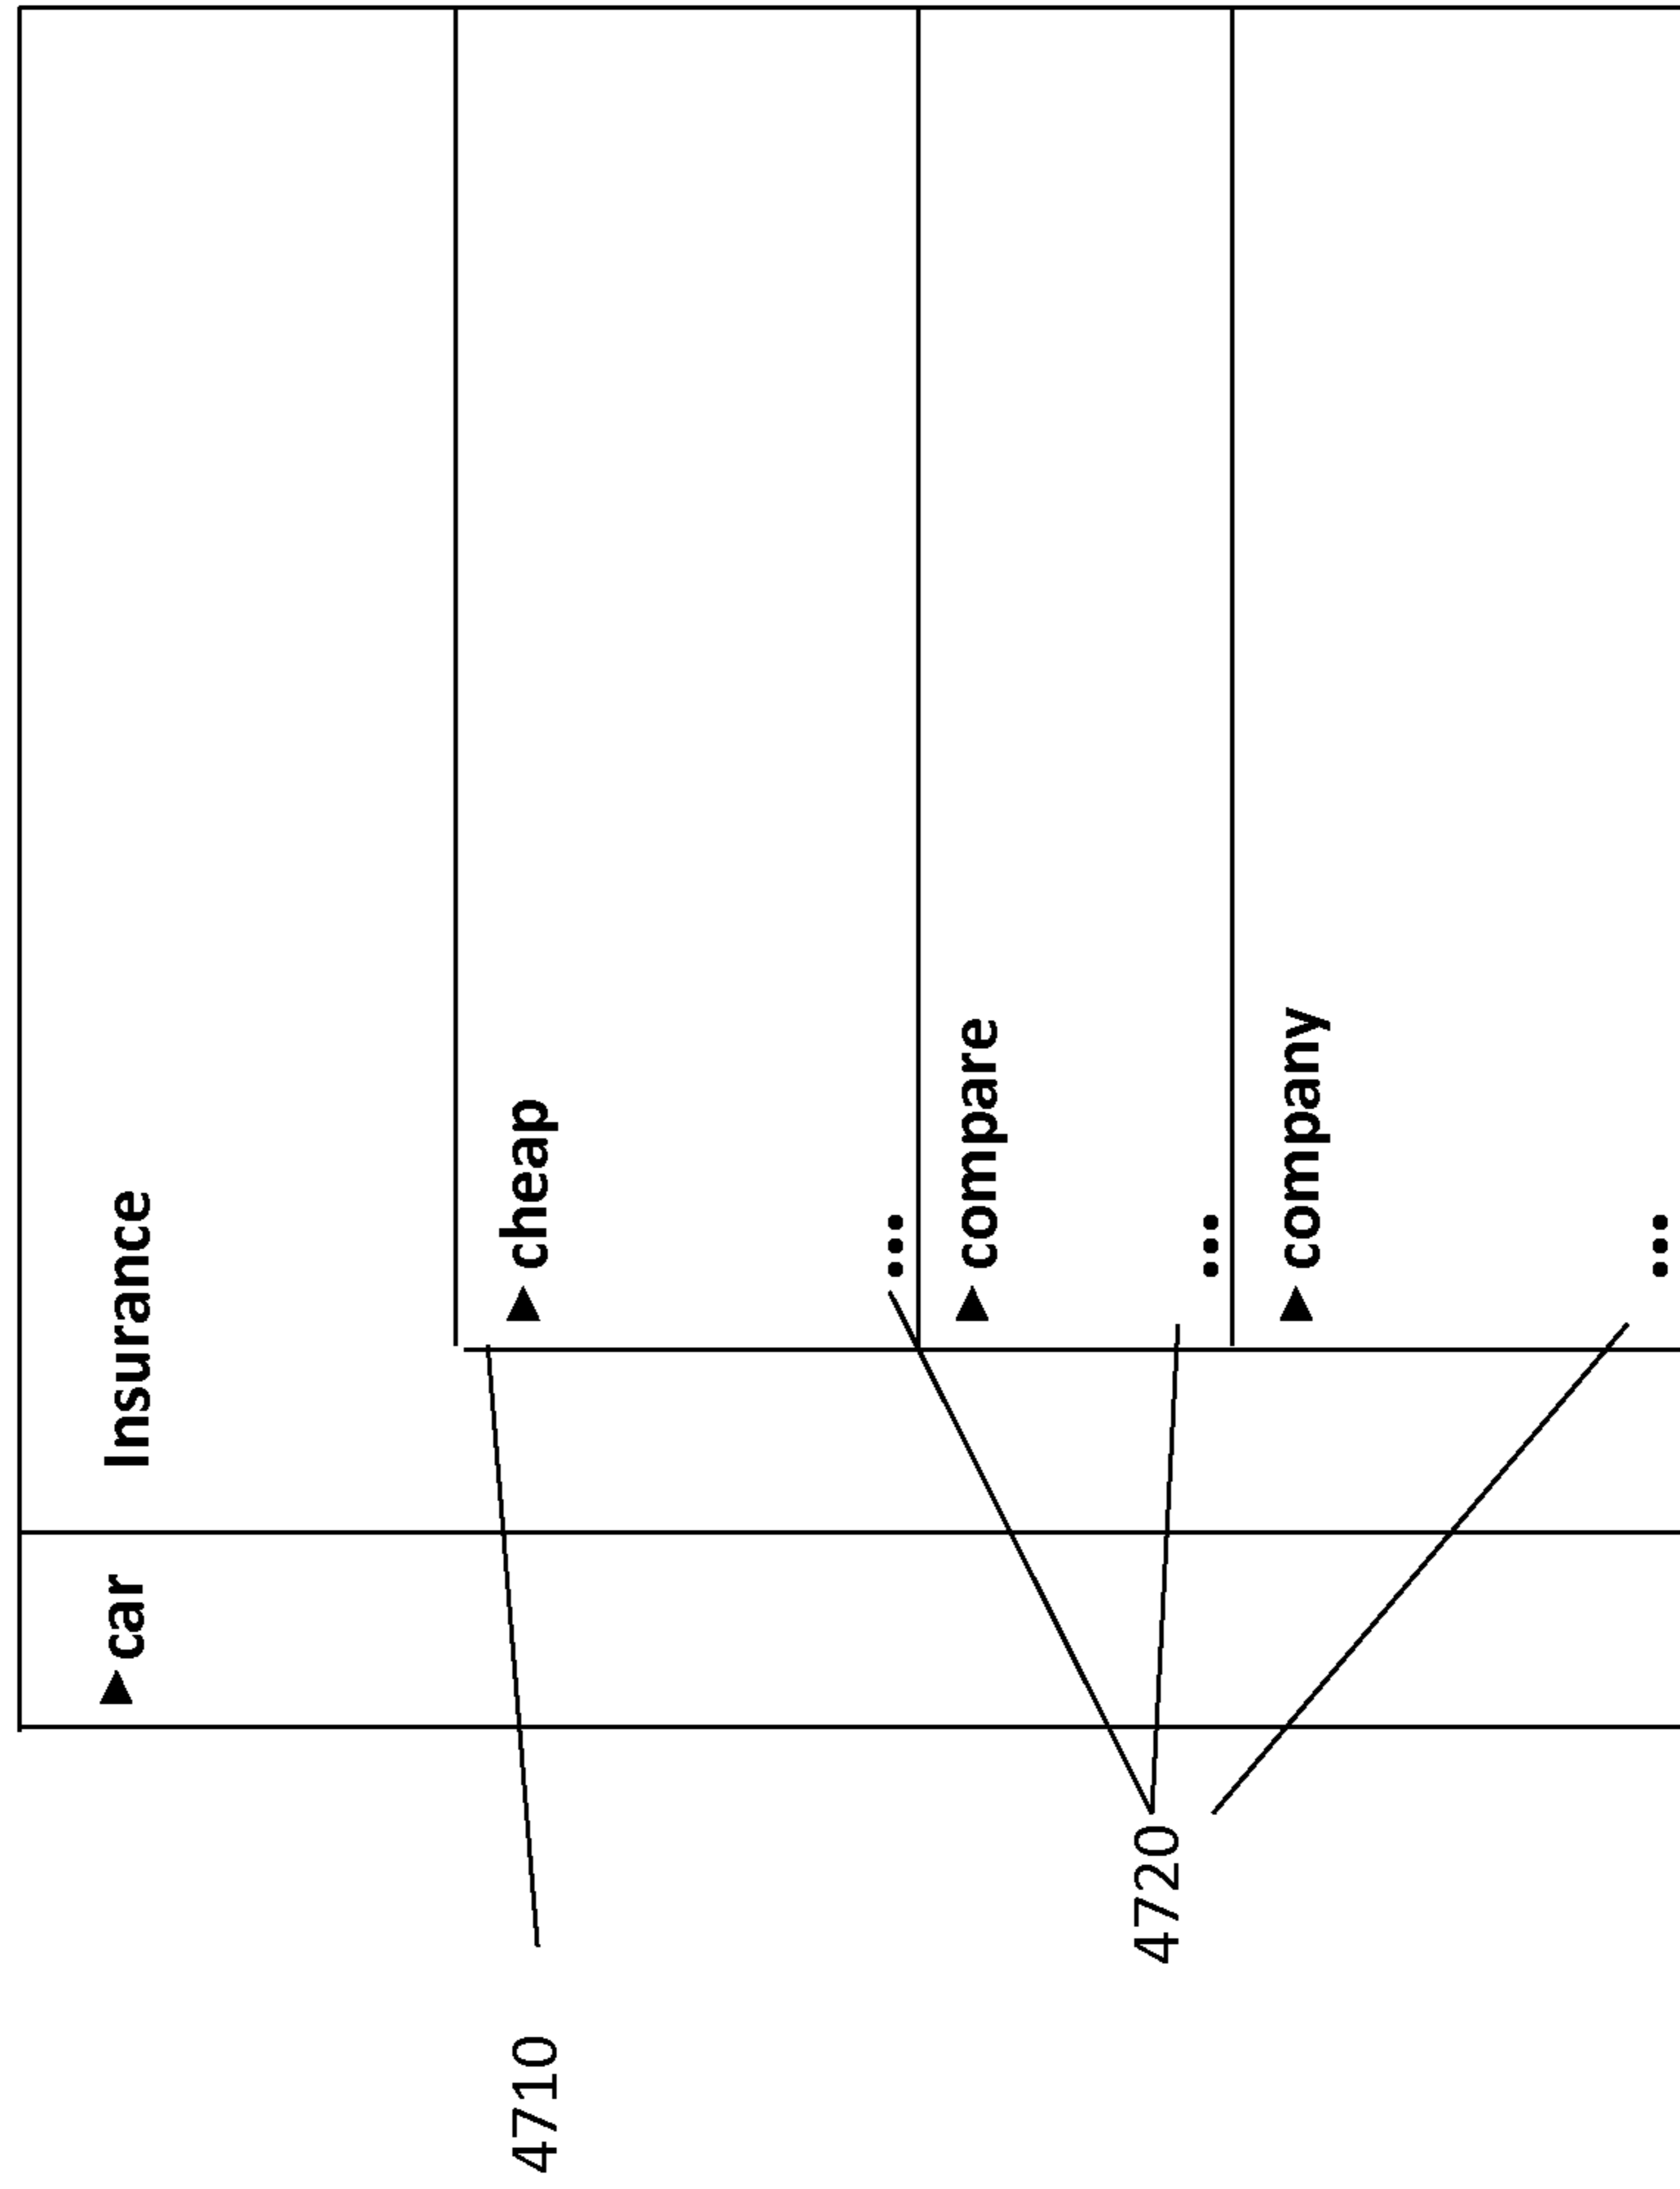 ▶car Insurance
4710
▶ cheap
...
▶ compare
4720
...
▶ company
...